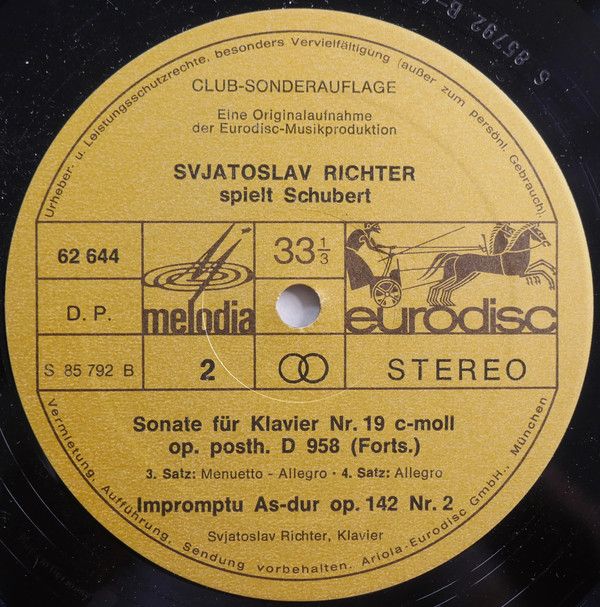 Urheber- u. Leistungsschutzrechte, besonders Vervielfältigung (außer zum persönl. Gebrauch),
CLUB-SONDERAUFLAGE
Eine Originalaufnahme
der Eurodisc-Musikproduktion
SVJATOSLAV RICHTER
spielt Schubert
62 644
melodia
33 1/3
eurodisc
D. P.
S 85 792 B
2
STEREO
Sonate für Klavier Nr. 19 c-moll
op. posth. D 958 (Forts.)
3. Satz: Menuetto - Allegro · 4. Satz: Allegro
Impromptu As-dur op. 142 Nr. 2
Svjatoslav Richter, Klavier
Vermietung, Aufführung, Sendung vorbehalten. Ariola-Eurodisc GmbH., München
S 85792 B-